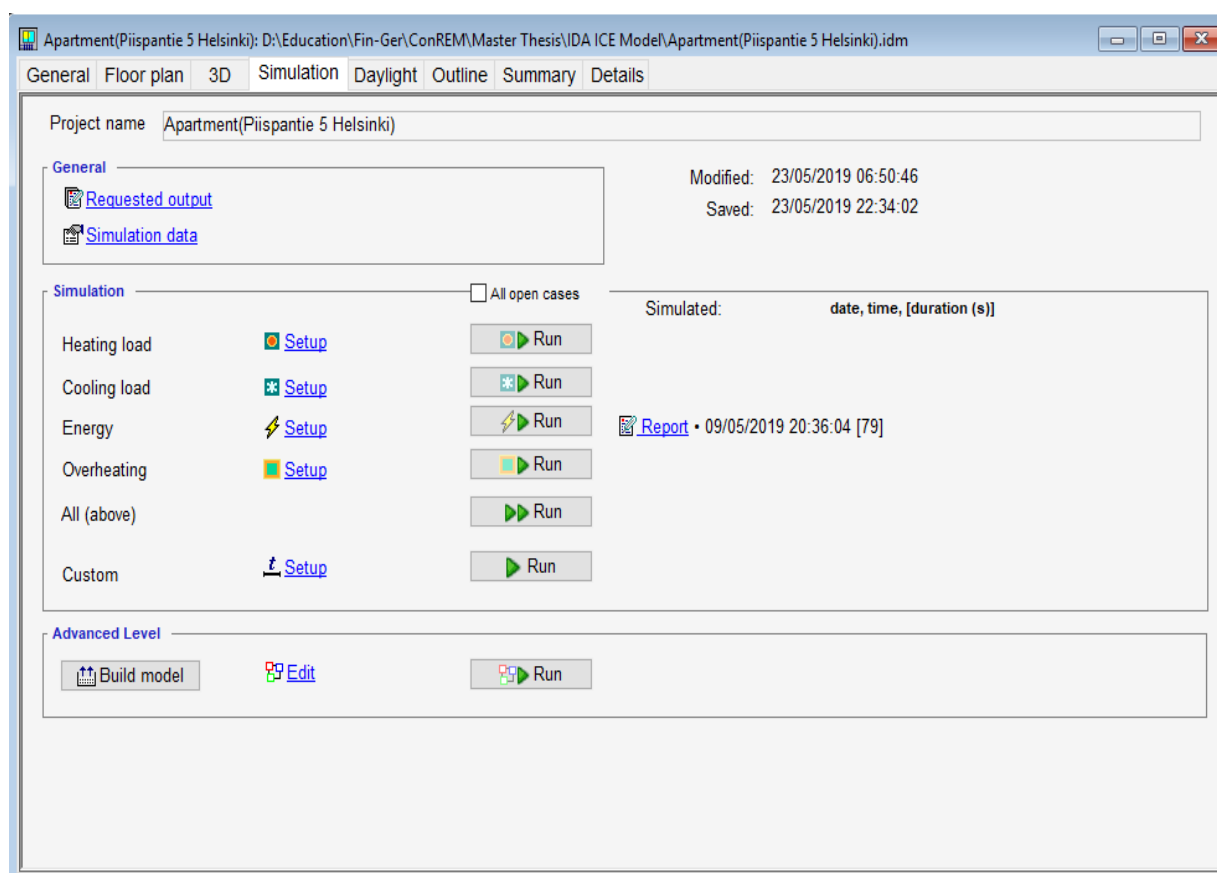 Apartment(Piispantie 5 Helsinki): D:\Education\Fin-Ger\ConREM\Master Thesis\IDA ICE Model\Apartment(Piispantie 5 Helsinki).idm
General Floor plan 3D Simulation Daylight Outline Summary Details
Project name Apartment(Piispantie 5 Helsinki)
General
Requested output
Simulation data
Modified: 23/05/2019 06:50:46
Saved: 23/05/2019 22:34:02
Simulation All open cases
Simulated: date, time, [duration (s)]
Heating load Setup Run
Cooling load Setup Run
Energy Setup Run Report • 09/05/2019 20:36:04 [79]
Overheating Setup Run
All (above) Run
Custom Setup Run
Advanced Level
Build model Edit Run